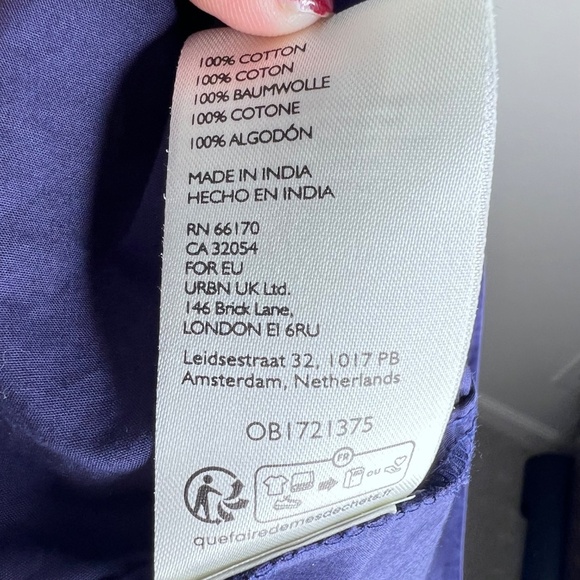 100% COTTON
100% COTON
100% BAUMWOLLE
100% COTONE
100% ALGODÓN
MADE IN INDIA
HECHO EN INDIA
RN 66170
CA 32054
FOR EU
URBN UK Ltd.
146 Brick Lane,
LONDON E1 6RU
Leidsestraat 32, 1017 PB
Amsterdam, Netherlands
OB1721375
FR
OU
quefairedemesdechets.fr